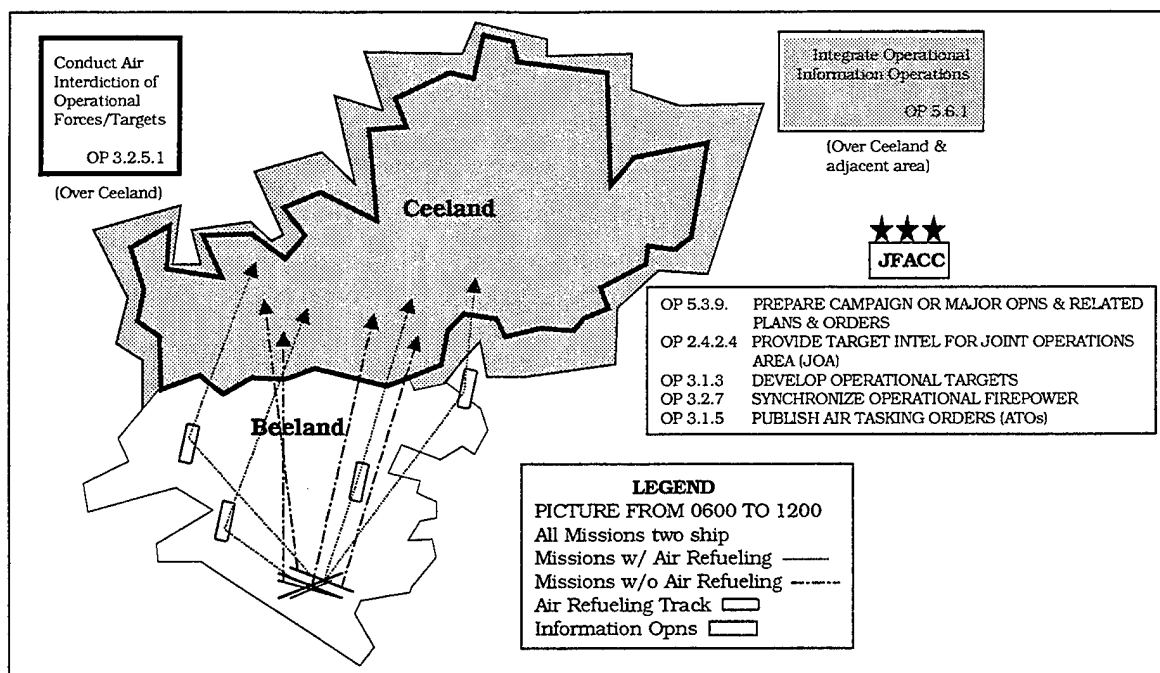 Conduct Air
Interdiction of
Operational
Forces/Targets
OP 3.2.5.1
(Over Ceeland)
Integrate Operational
Information Operations
OP 5.6.1
(Over Ceeland &
adjacent area)
Ceeland
Beeland
JFACC
OP 5.3.9. PREPARE CAMPAIGN OR MAJOR OPNS & RELATED
PLANS & ORDERS
OP 2.4.2.4 PROVIDE TARGET INTEL FOR JOINT OPERATIONS
AREA (JOA)
OP 3.1.3 DEVELOP OPERATIONAL TARGETS
OP 3.2.7 SYNCHRONIZE OPERATIONAL FIREPOWER
OP 3.1.5 PUBLISH AIR TASKING ORDERS (ATOs)
LEGEND
PICTURE FROM 0600 TO 1200
All Missions two ship
Missions w/ Air Refueling
Missions w/o Air Refueling
Air Refueling Track
Information Opns